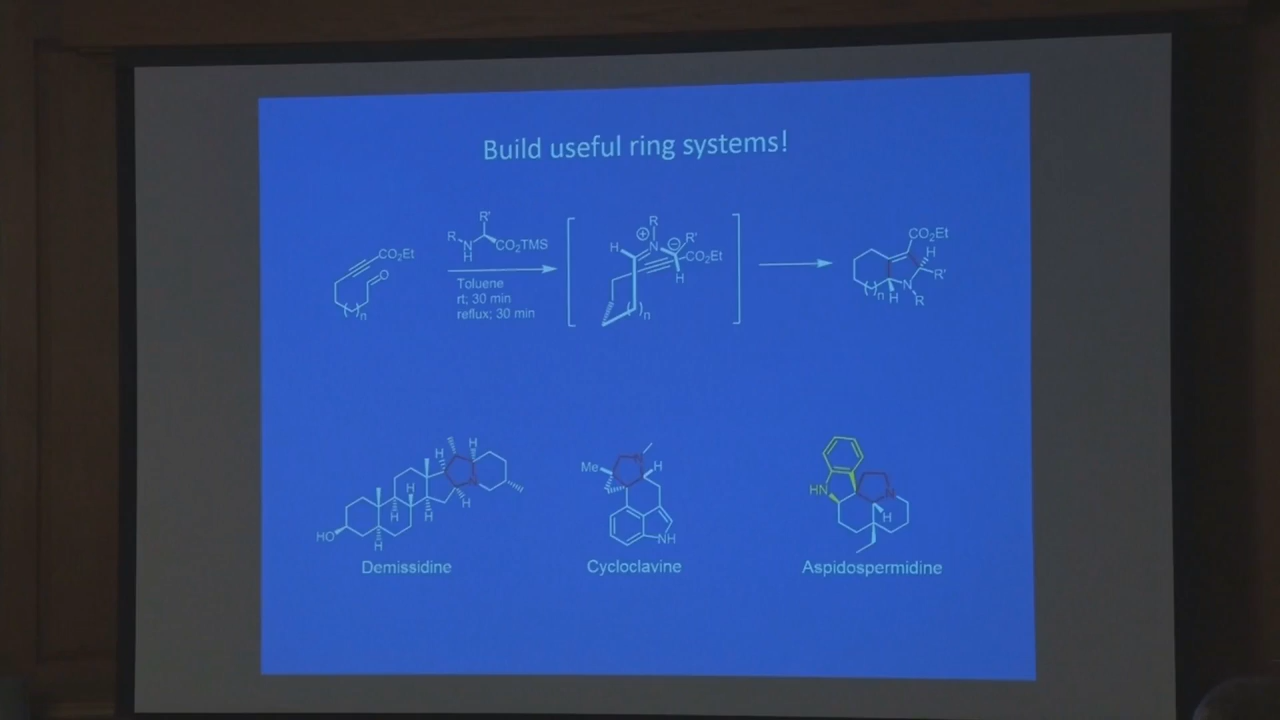 Build useful ring systems!
CO₂Et
O
( )n
R'
R
N
H
CO₂TMS
Toluene
rt; 30 min
reflux; 30 min
R
⊕
H
N
⊖
R'
CO₂Et
H
( )n
CO₂Et
H
R'
( )n
H
N
R
H
H
H
N
H
H
H
HO
H
Demissidine
N
Me
H
NH
Cycloclavine
HN
N
H
Aspidospermidine